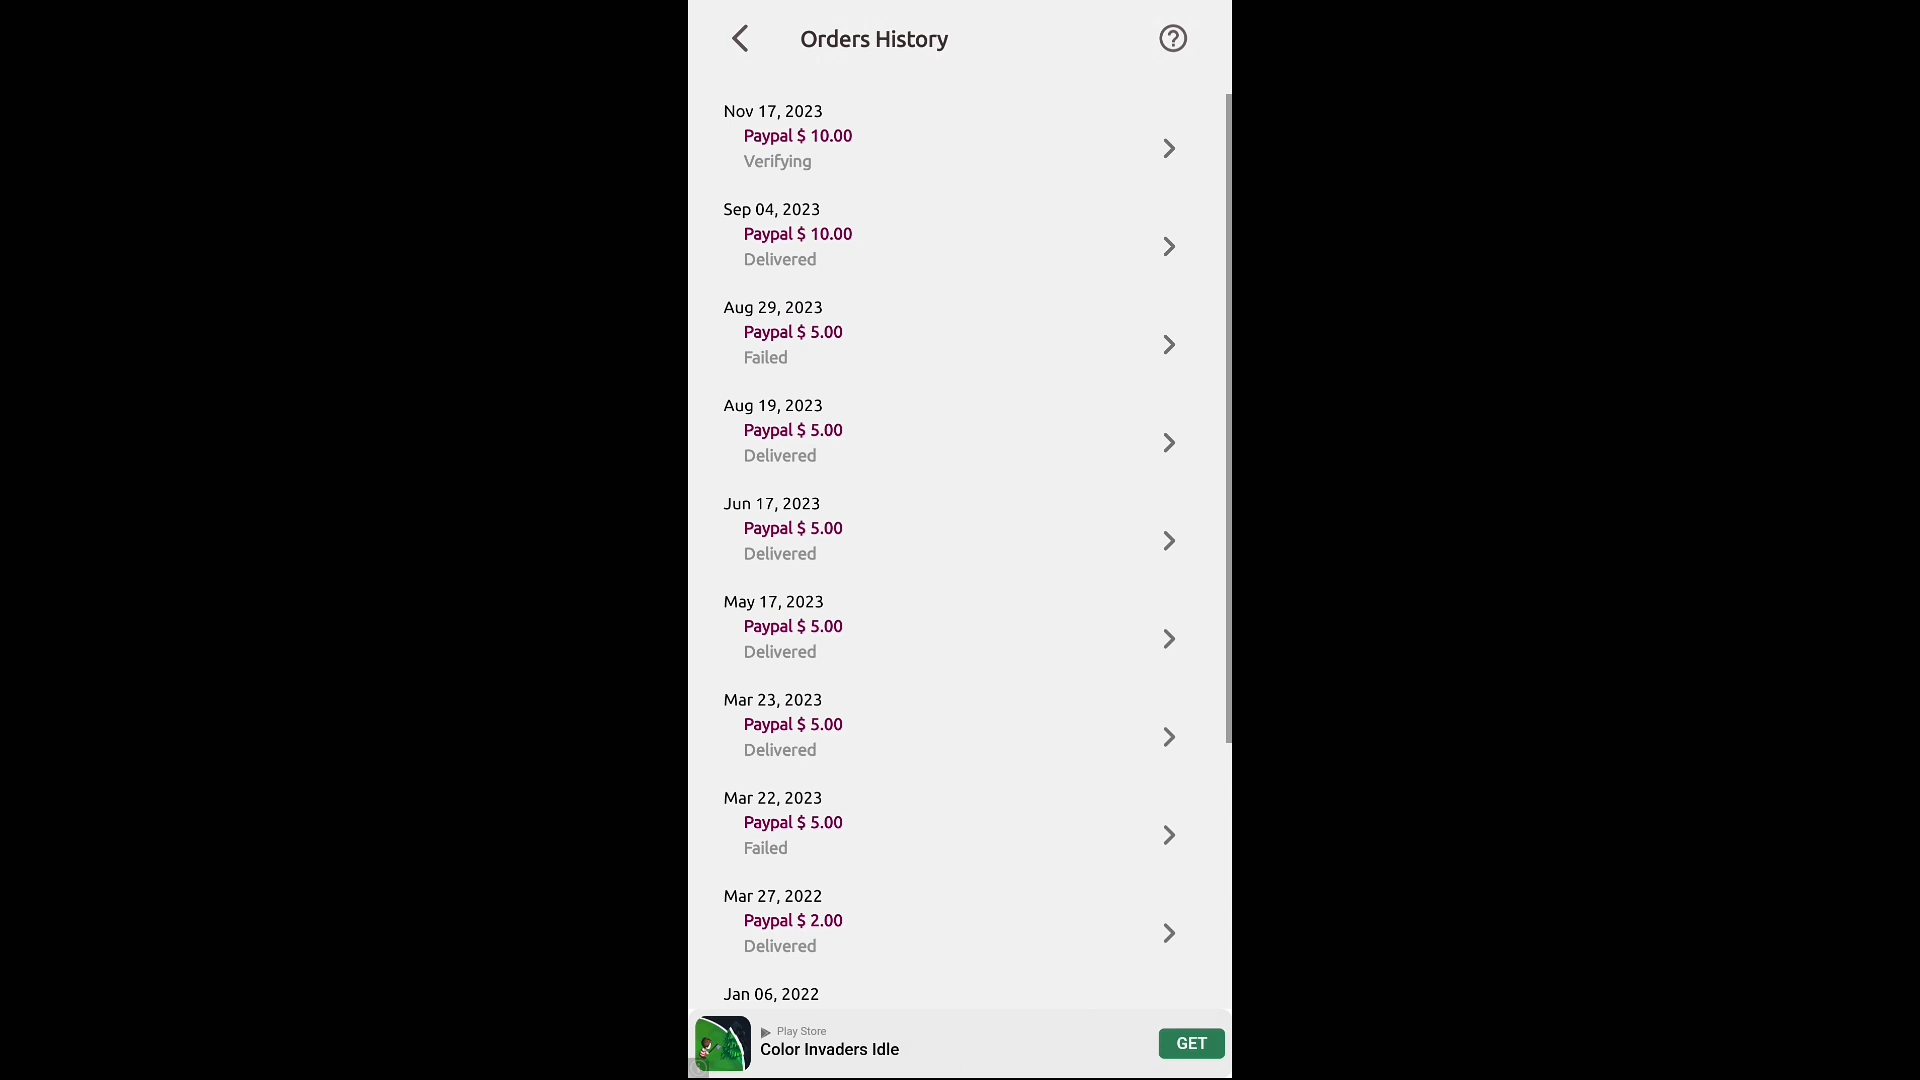 Orders History
Nov 17, 2023
Paypal $ 10.00
Verifying
Sep 04, 2023
Paypal $ 10.00
Delivered
Aug 29, 2023
Paypal $ 5.00
Failed
Aug 19, 2023
Paypal $ 5.00
Delivered
Jun 17, 2023
Paypal $ 5.00
Delivered
May 17, 2023
Paypal $ 5.00
Delivered
Mar 23, 2023
Paypal $ 5.00
Delivered
Mar 22, 2023
Paypal $ 5.00
Failed
Mar 27, 2022
Paypal $ 2.00
Delivered
Jan 06, 2022
Play Store
Color Invaders Idle
GET